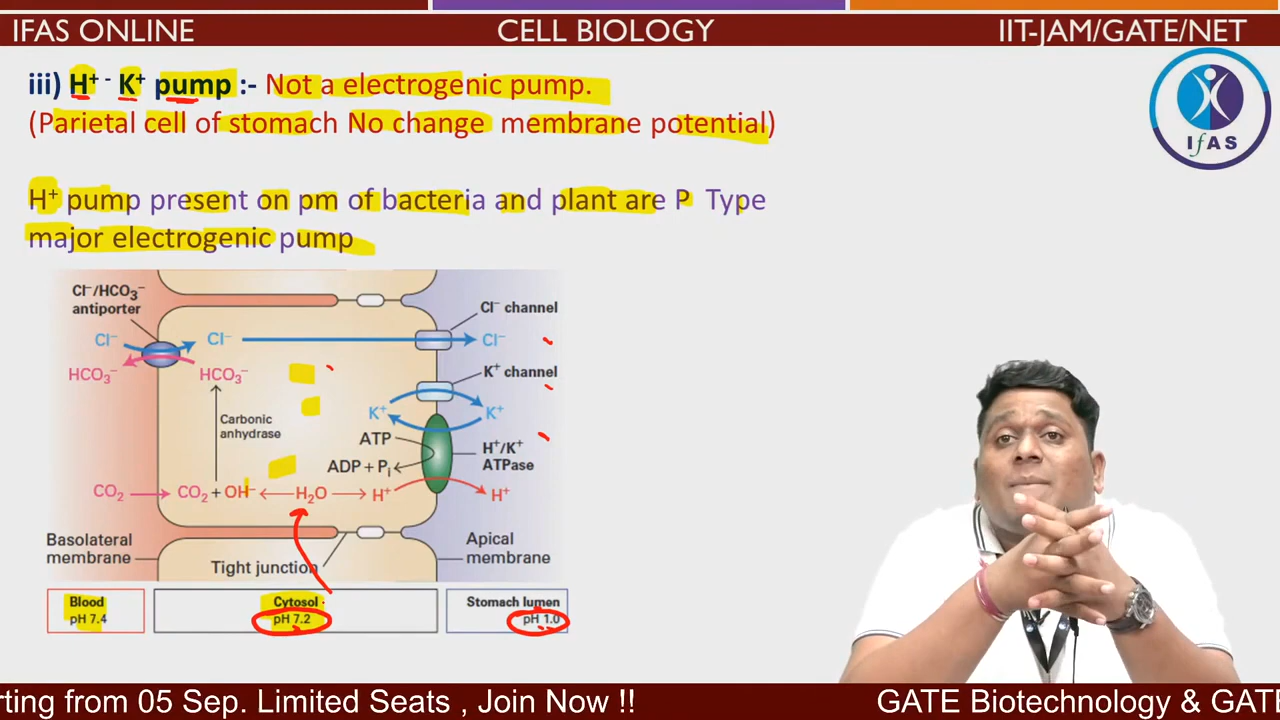 IFAS ONLINE
CELL BIOLOGY
IIT-JAM/GATE/NET
iii) H⁺ - K⁺ pump :- Not a electrogenic pump.
(Parietal cell of stomach No change membrane potential)
IfAS
H⁺ pump present on pm of bacteria and plant are P Type
major electrogenic pump
Cl⁻/HCO₃⁻
antiporter
Cl⁻ channel
Cl⁻
Cl⁻
Cl⁻
HCO₃⁻
HCO₃⁻
K⁺ channel
K⁺
K⁺
Carbonic
anhydrase
ATP
ADP + Pᵢ
H⁺/K⁺
ATPase
CO₂
CO₂ + OH⁻
H₂O
H⁺
H⁺
Basolateral
membrane
Tight junction
Apical
membrane
Blood
pH 7.4
Cytosol
pH 7.2
Stomach lumen
pH 1.0
rting from 05 Sep. Limited Seats , Join Now !!
GATE Biotechnology & GATE